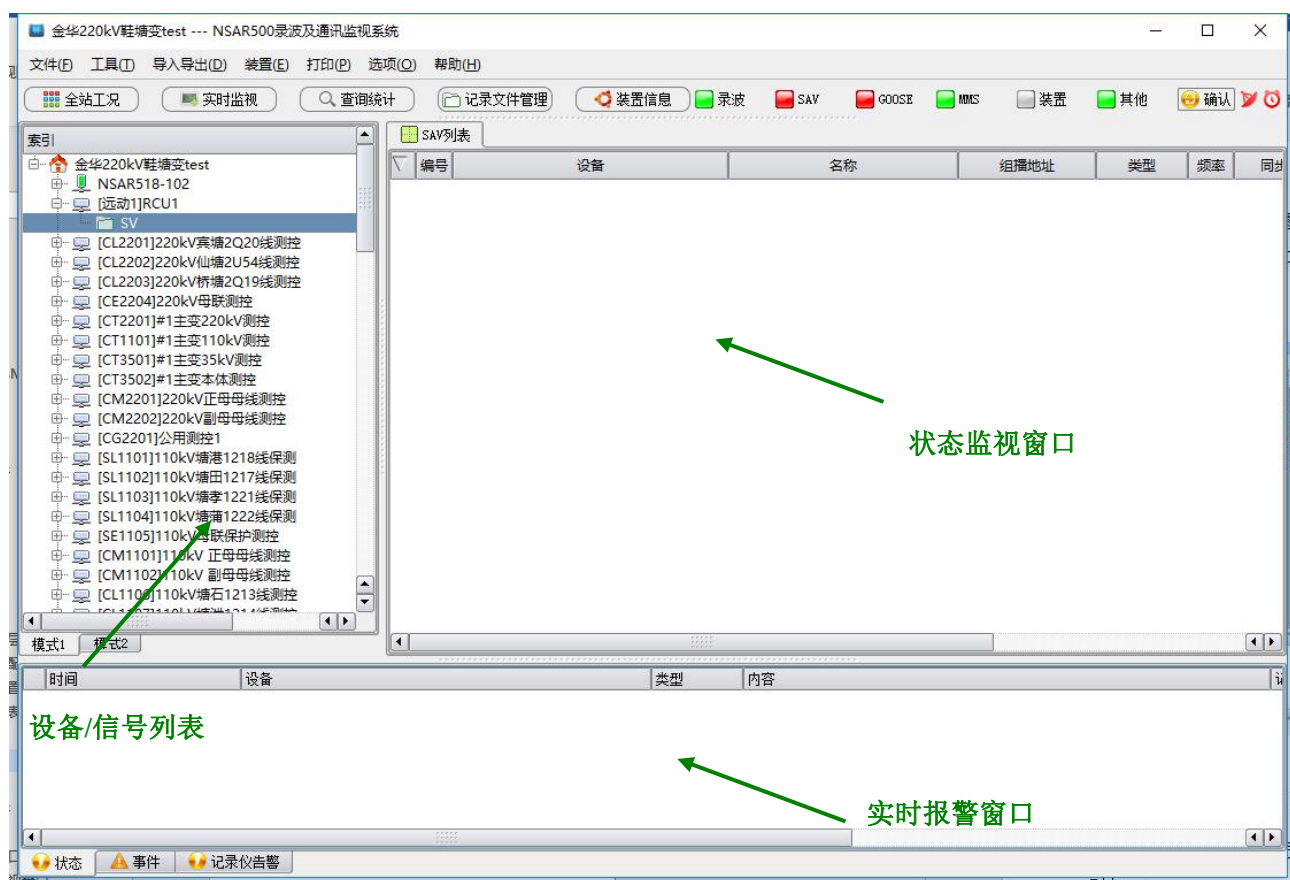 金华220kV鞋塘变test --- NSAR500录波及通讯监视系统
文件(F) 工具(T) 导入导出(D) 装置(E) 打印(P) 选项(O) 帮助(H)
全站工况 实时监视 查询统计 记录文件管理 装置信息 录波 SAV GOOSE MMS 装置 其他 确认
索引
SAV列表
编号 设备 名称 组播地址 类型 频率 同步
金华220kV鞋塘变test
NSAR518-102
[远动1]RCU1
SV
[CL2201]220kV宾塘2Q20线测控
[CL2202]220kV仙塘2U54线测控
[CL2203]220kV桥塘2Q19线测控
[CE2204]220kV母联测控
[CT2201]#1主变220kV测控
[CT1101]#1主变110kV测控
[CT3501]#1主变35kV测控
[CT3502]#1主变本体测控
[CM2201]220kV正母母线测控
[CM2202]220kV副母母线测控
[CG2201]公用测控1
[SL1101]110kV塘港1218线保测
[SL1102]110kV塘田1217线保测
[SL1103]110kV塘孝1221线保测
[SL1104]110kV塘蒲1222线保测
[SE1105]110kV母联保护测控
[CM1101]110kV 正母母线测控
[CM1102]110kV 副母母线测控
[CL1106]110kV塘石1213线测控
状态监视窗口
模式1 模式2
时间 设备 类型 内容
设备/信号列表
实时报警窗口
状态 事件 记录仪告警